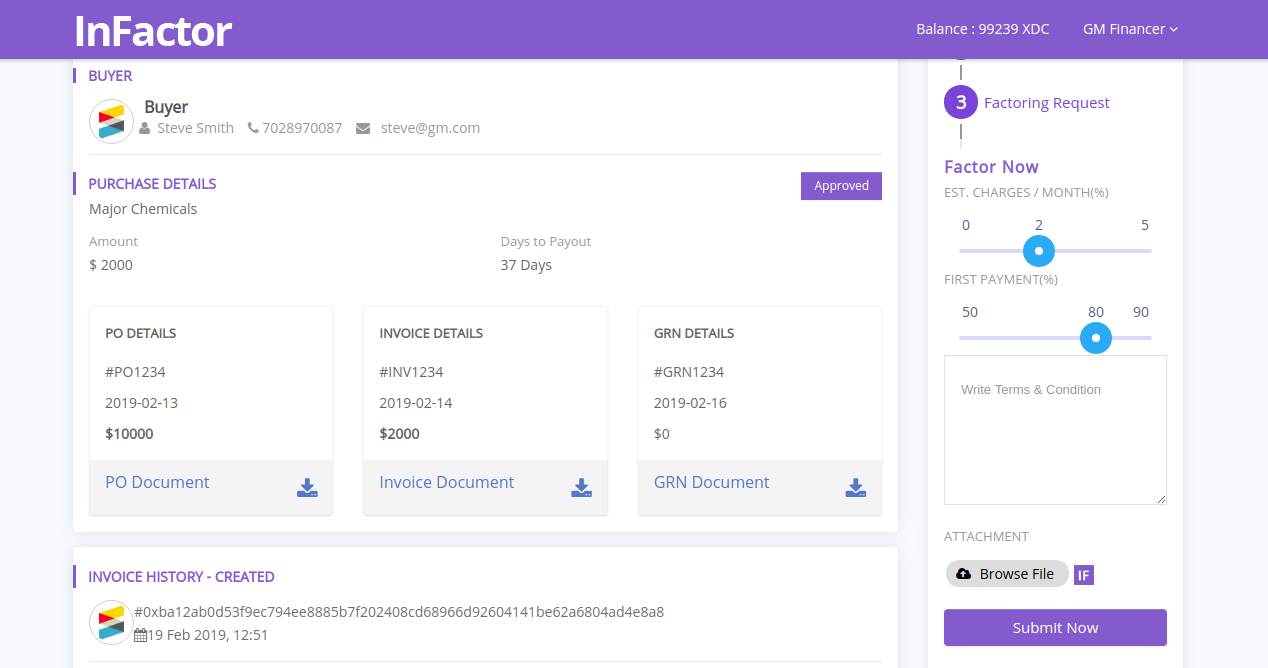 InFactor
Balance : 99239 XDC
GM Financer
BUYER
Buyer
Steve Smith 7028970087 steve@gm.com
PURCHASE DETAILS
Approved
Major Chemicals
Amount
Days to Payout
$ 2000
37 Days
PO DETAILS
#PO1234
2019-02-13
$10000
PO Document
INVOICE DETAILS
#INV1234
2019-02-14
$2000
Invoice Document
GRN DETAILS
#GRN1234
2019-02-16
$0
GRN Document
INVOICE HISTORY - CREATED
#0xba12ab0d53f9ec794ee8885b7f202408cd68966d92604141be62a6804ad4e8a8
19 Feb 2019, 12:51
3 Factoring Request
Factor Now
EST. CHARGES / MONTH(%)
0 2 5
FIRST PAYMENT(%)
50 80 90
Write Terms & Condition
ATTACHMENT
Browse File IF
Submit Now